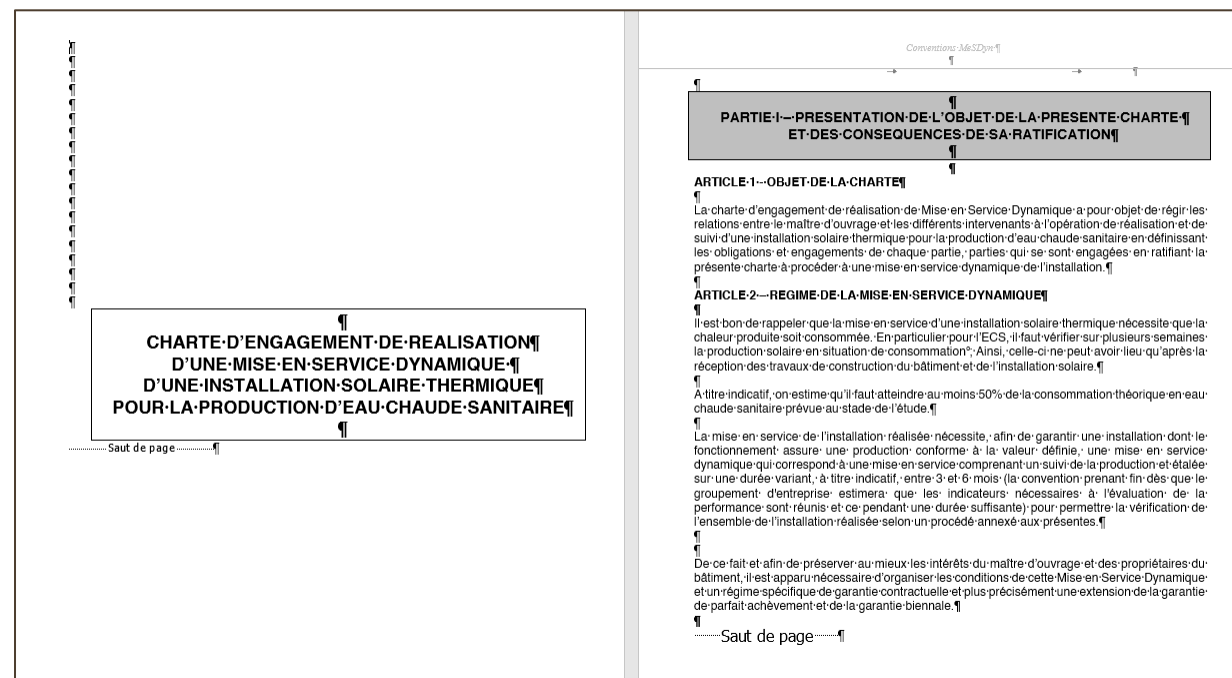 CHARTE D’ENGAGEMENT DE REALISATION
D’UNE MISE EN SERVICE DYNAMIQUE
D’UNE INSTALLATION SOLAIRE THERMIQUE
POUR LA PRODUCTION D’EAU CHAUDE SANITAIRE
Saut de page
Conventions MeSDyn
PARTIE I – PRESENTATION DE L’OBJET DE LA PRESENTE CHARTE
ET DES CONSEQUENCES DE SA RATIFICATION
ARTICLE 1 – OBJET DE LA CHARTE
La charte d’engagement de réalisation de Mise en Service Dynamique a pour objet de régir les
relations entre le maître d’ouvrage et les différents intervenants à l’opération de réalisation et de
suivi d’une installation solaire thermique pour la production d’eau chaude sanitaire en définissant
les obligations et engagements de chaque partie, parties qui se sont engagées en ratifiant la
présente charte à procéder à une mise en service dynamique de l’installation.
ARTICLE 2 – REGIME DE LA MISE EN SERVICE DYNAMIQUE
Il est bon de rappeler que la mise en service d’une installation solaire thermique nécessite que la
chaleur produite soit consommée. En particulier pour l’ECS, il faut vérifier sur plusieurs semaines
la production solaire en situation de consommation ; Ainsi, celle-ci ne peut avoir lieu qu’après la
réception des travaux de construction du bâtiment et de l’installation solaire.
A titre indicatif, on estime qu’il faut atteindre au moins 50% de la consommation théorique en eau
chaude sanitaire prévue au stade de l’étude.
La mise en service de l’installation réalisée nécessite, afin de garantir une installation dont le
fonctionnement assure une production conforme à la valeur définie, une mise en service
dynamique qui correspond à une mise en service comprenant un suivi de la production et étalée
sur une durée variant, à titre indicatif, entre 3 et 6 mois (la convention prenant fin dès que le
groupement d'entreprise estimera que les indicateurs nécessaires à l'évaluation de la
performance sont réunis et ce pendant une durée suffisante) pour permettre la vérification de
l’ensemble de l’installation réalisée selon un procédé annexé aux présentes.
De ce fait et afin de préserver au mieux les intérêts du maître d’ouvrage et des propriétaires du
bâtiment, il est apparu nécessaire d’organiser les conditions de cette Mise en Service Dynamique
et un régime spécifique de garantie contractuelle et plus précisément une extension de la garantie
de parfait achèvement et de la garantie biennale.
Saut de page